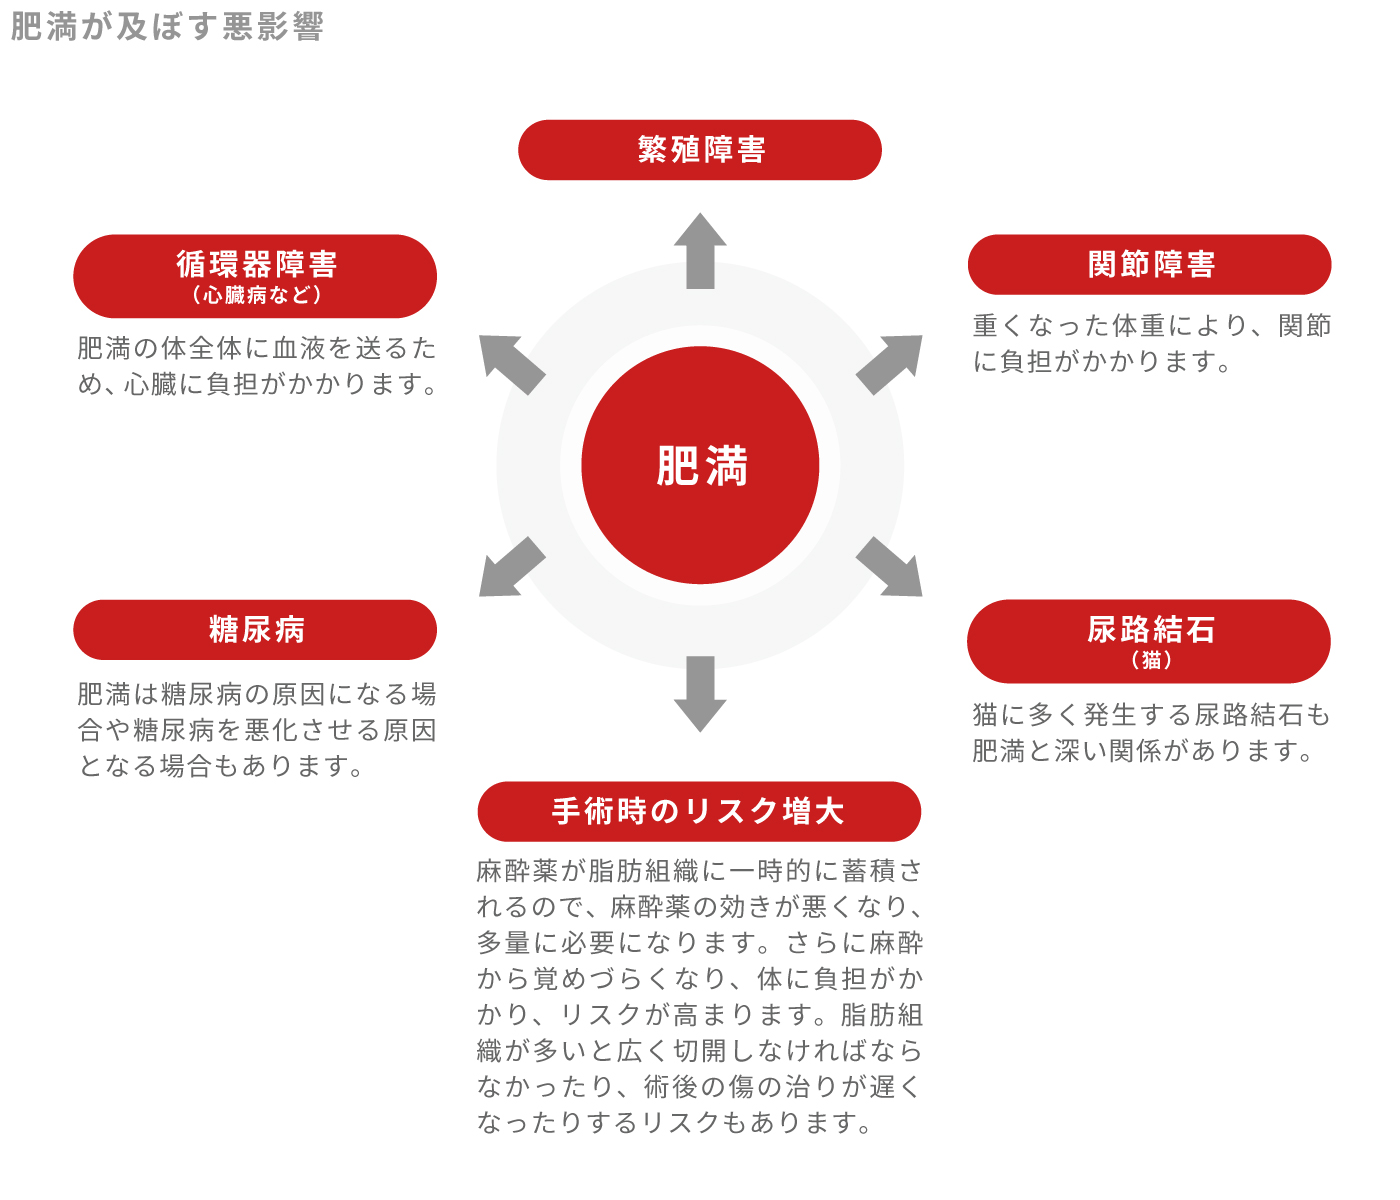 肥満が及ぼす悪影響
繁殖障害
循環器障害
（心臓病など）
肥満の体全体に血液を送るた
め、心臓に負担がかかります。
関節障害
重くなった体重により、関節
に負担がかかります。
肥満
糖尿病
肥満は糖尿病の原因になる場
合や糖尿病を悪化させる原因
となる場合もあります。
尿路結石
（猫）
猫に多く発生する尿路結石も
肥満と深い関係があります。
手術時のリスク増大
麻酔薬が脂肪組織に一時的に蓄積さ
れるので、麻酔薬の効きが悪くなり、
多量に必要になります。さらに麻酔
から覚めづらくなり、体に負担がか
かり、リスクが高まります。脂肪組
織が多いと広く切開しなければなら
なかったり、術後の傷の治りが遅く
なったりするリスクもあります。